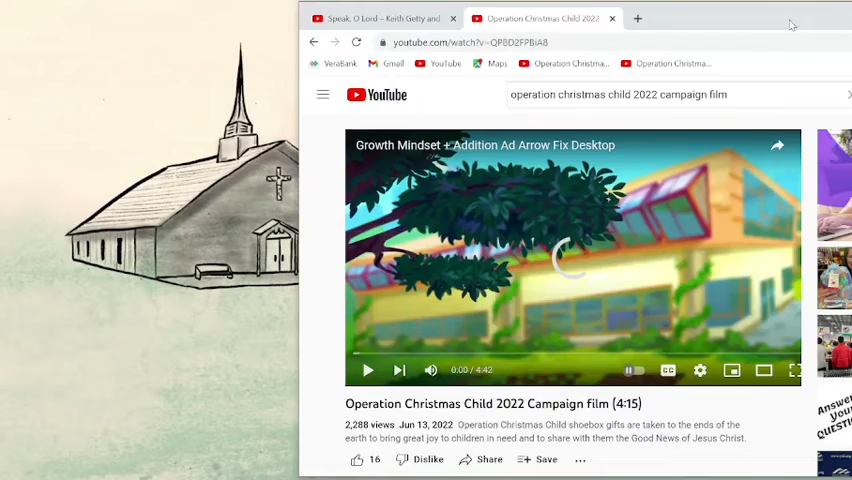 Speak, O Lord – Keith Getty and
Operation Christmas Child 2022
youtube.com/watch?v=QPBD2FPBiA8
VeraBank
Gmail
YouTube
Maps
Operation Christma...
Operation Christma...
YouTube
operation christmas child 2022 campaign film
Growth Mindset + Addition Ad Arrow Fix Desktop
0:00 / 4:42
CC
Operation Christmas Child 2022 Campaign film (4:15)
2,288 views Jun 13, 2022 Operation Christmas Child shoebox gifts are taken to the ends of the
earth to bring great joy to children in need and to share with them the Good News of Jesus Christ.
16 Dislike Share Save ...
Answer
YOUR
QUESTION